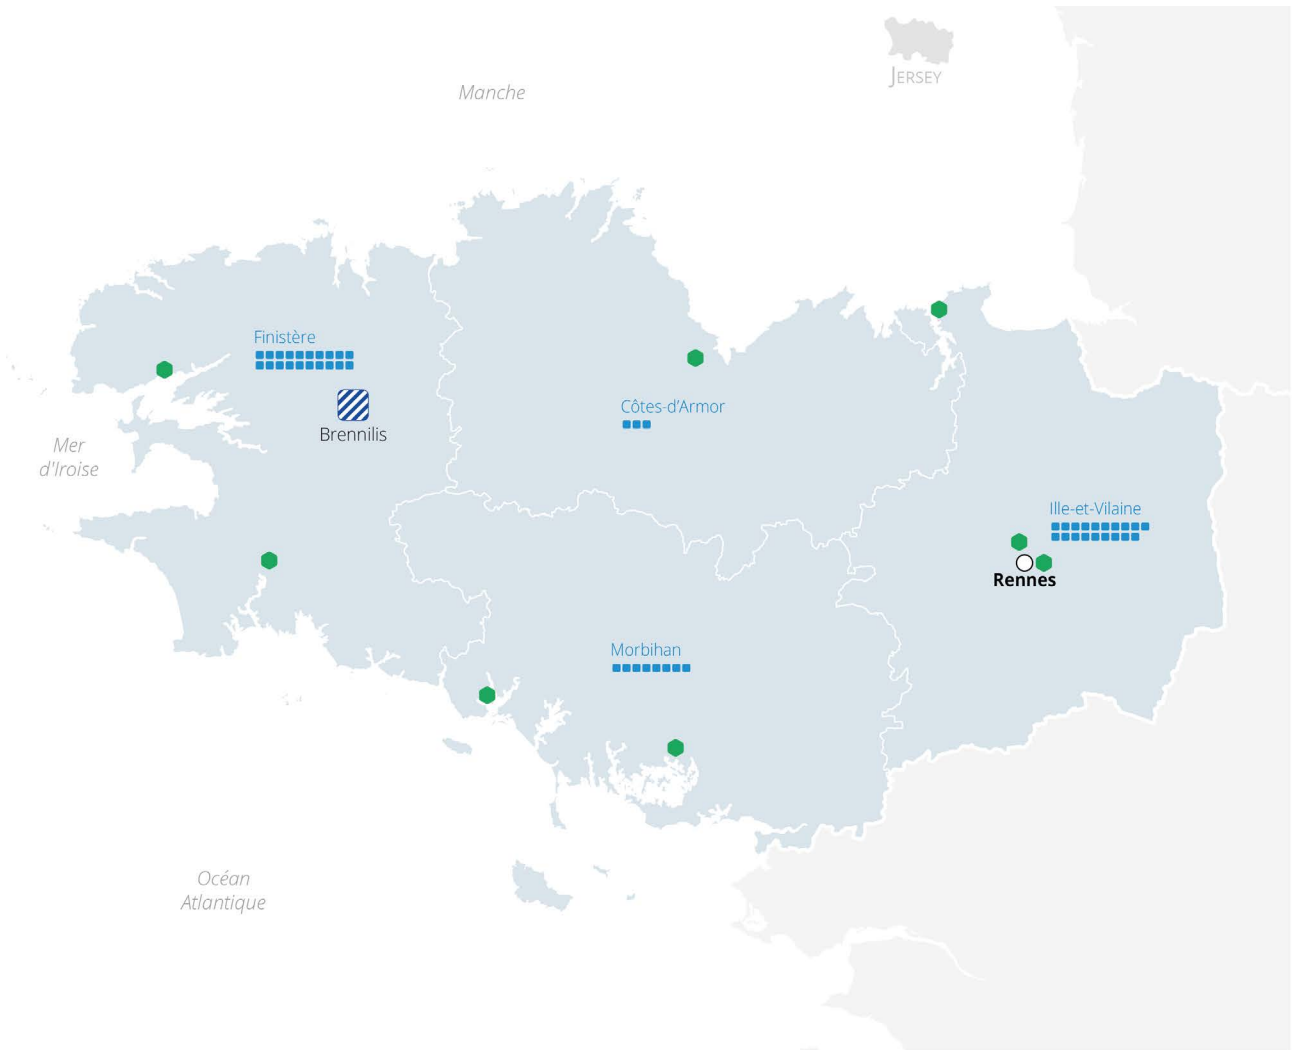 JERSEY
Manche
Finistère
Brennilis
Côtes-d’Armor
Mer
d'Iroise
Ille-et-Vilaine
Rennes
Morbihan
Océan
Atlantique